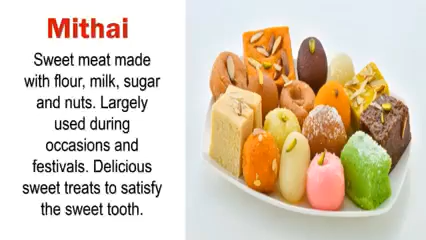 Mithai
Sweet meat made
with flour, milk, sugar
and nuts. Largely
used during
occasions and
festivals. Delicious
sweet treats to satisfy
the sweet tooth.